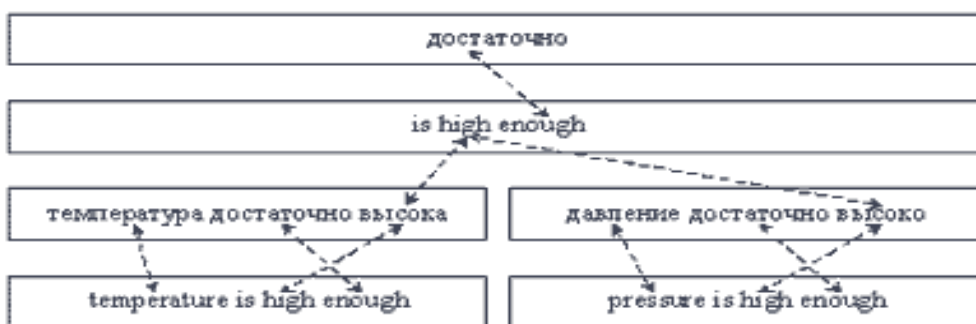 достаточно
is high enough
температура достаточно высока
давление достаточно высоко
temperature is high enough
pressure is high enough